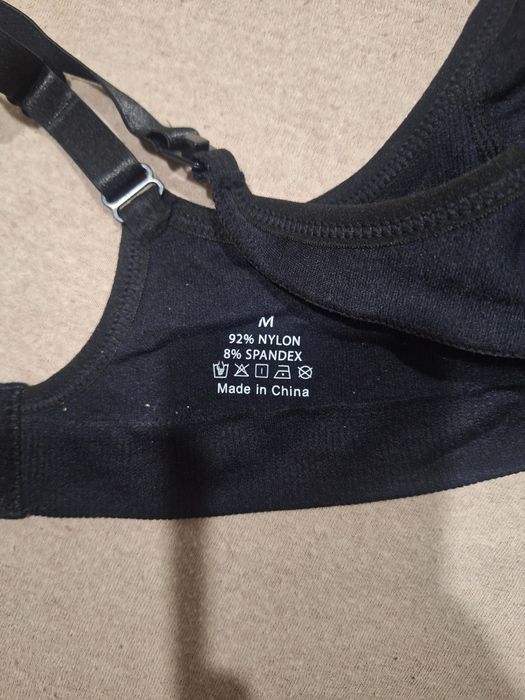 M
92% NYLON
8% SPANDEX
Made in China